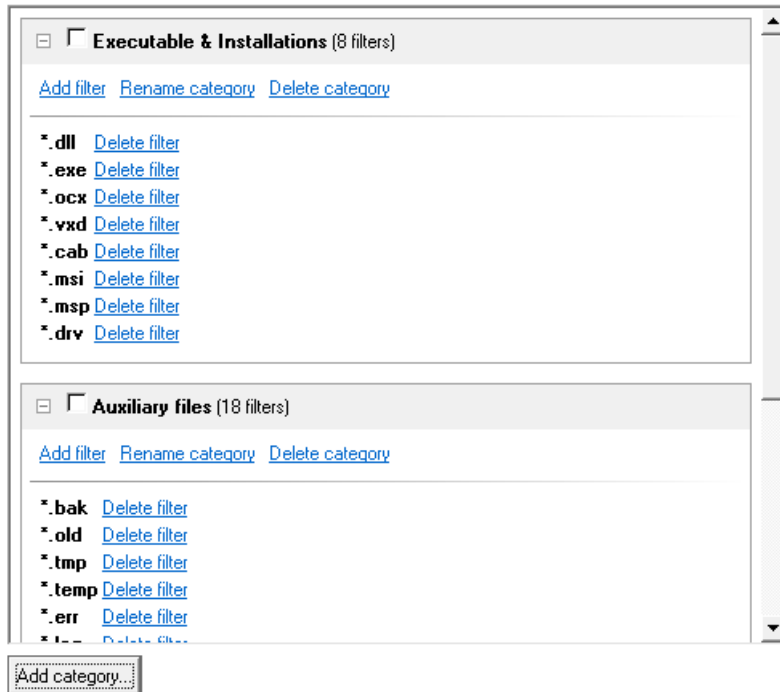 Executable & Installations (8 filters)
Add filter Rename category Delete category
*.dll Delete filter
*.exe Delete filter
*.ocx Delete filter
*.vxd Delete filter
*.cab Delete filter
*.msi Delete filter
*.msp Delete filter
*.drv Delete filter
Auxiliary files (18 filters)
Add filter Rename category Delete category
*.bak Delete filter
*.old Delete filter
*.tmp Delete filter
*.temp Delete filter
*.err Delete filter
Delete filter
Add category...